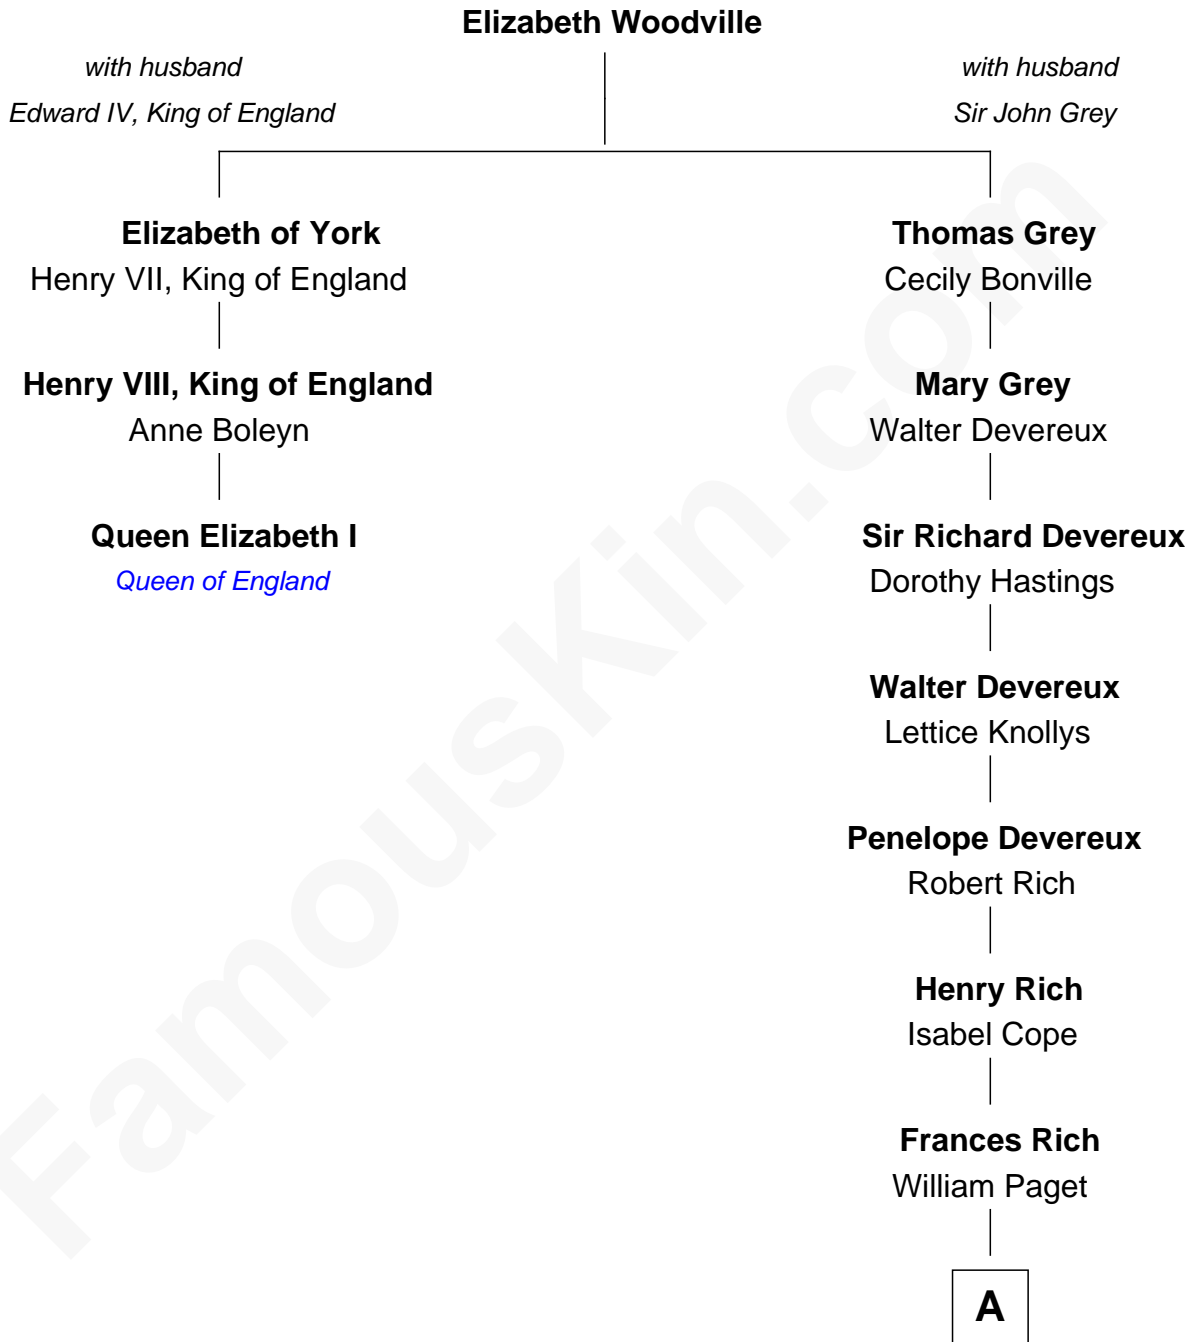 Elizabeth Woodville
with husband
Edward IV, King of England
with husband
Sir John Grey
Elizabeth of York
Henry VII, King of England
Henry VIII, King of England
Anne Boleyn
Queen Elizabeth I
Queen of England
Thomas Grey
Cecily Bonville
Mary Grey
Walter Devereux
Sir Richard Devereux
Dorothy Hastings
Walter Devereux
Lettice Knollys
Penelope Devereux
Robert Rich
Henry Rich
Isabel Cope
Frances Rich
William Paget
A
FamousKin.com